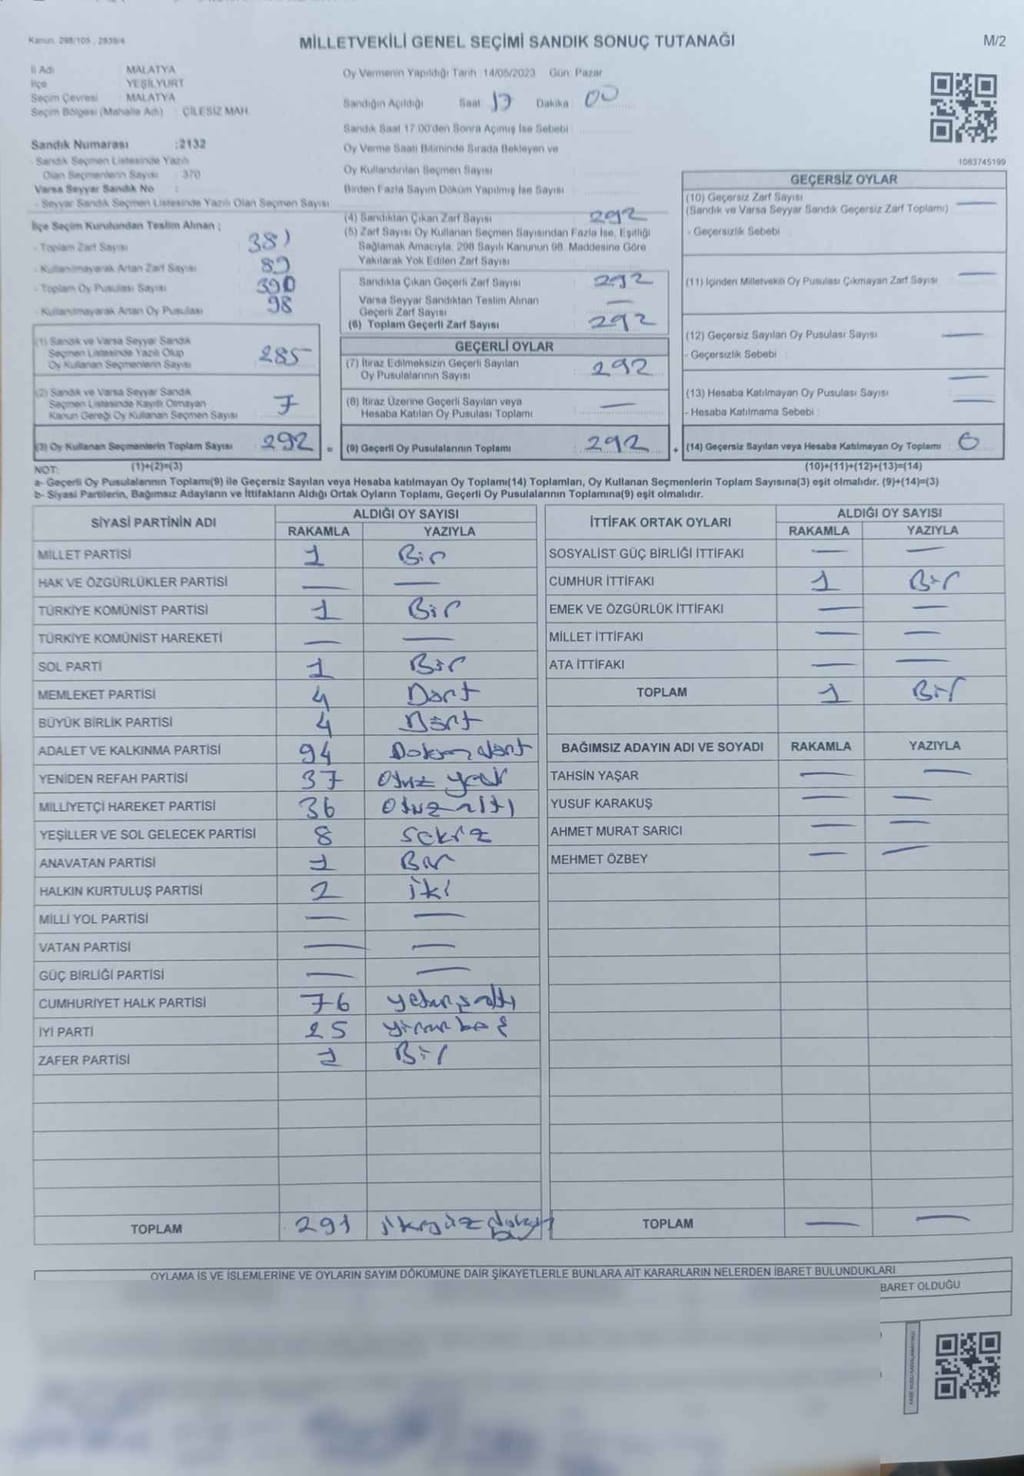 Kanun: 298/105 , 2839/4
MİLLETVEKİLİ GENEL SEÇİMİ SANDIK SONUÇ TUTANAĞI
M/2
İl Adı MALATYA
İlçe YEŞİLYURT
Seçim Çevresi : MALATYA
Seçim Bölgesi (Mahalle Adı) : ÇİLESİZ MAH.
Oy Vermenin Yapıldığı Tarih: 14/05/2023 Gün: Pazar
Sandığın Açıldığı Saat 17 Dakika 00
Sandık Saat 17.00'den Sonra Açılmış İse Sebebi
Oy Verme Saati Bitiminde Sırada Bekleyen ve
Oy Kullandırılan Seçmen Sayısı
Birden Fazla Sayım Döküm Yapılmış İse Sayısı
1083745199
Sandık Numarası :2132
- Sandık Seçmen Listesinde Yazılı
Olan Seçmenlerin Sayısı : 370
Varsa Seyyar Sandık No :
- Seyyar Sandık Seçmen Listesinde Yazılı Olan Seçmen Sayısı
İlçe Seçim Kurulundan Teslim Alınan ;
- Toplam Zarf Sayısı 381
- Kullanılmayarak Artan Zarf Sayısı 89
- Toplam Oy Pusulası Sayısı 390
- Kullanılmayarak Artan Oy Pusulası 98
(1) Sandık ve Varsa Seyyar Sandık
Seçmen Listesinde Yazılı Olup
Oy Kullanan Seçmenlerin Sayısı 285
(2) Sandık ve Varsa Seyyar Sandık
Seçmen Listesinde Kayıtlı Olmayan
Kanun Gereği Oy Kullanan Seçmen Sayısı 7
(3) Oy Kullanan Seçmenlerin Toplam Sayısı 292
(4) Sandıktan Çıkan Zarf Sayısı 292
(5) Zarf Sayısı Oy Kullanan Seçmen Sayısından Fazla İse, Eşitliği
Sağlamak Amacıyla, 298 Sayılı Kanunun 98. Maddesine Göre
Yakılarak Yok Edilen Zarf Sayısı
Sandıkta Çıkan Geçerli Zarf Sayısı 292
Varsa Seyyar Sandıktan Teslim Alınan
Geçerli Zarf Sayısı —
(6) Toplam Geçerli Zarf Sayısı 292
GEÇERLİ OYLAR
(7) İtiraz Edilmeksizin Geçerli Sayılan
Oy Pusulalarının Sayısı 292
(8) İtiraz Üzerine Geçerli Sayılan veya
Hesaba Katılan Oy Pusulası Toplamı —
= (9) Geçerli Oy Pusulalarının Toplamı 292
GEÇERSİZ OYLAR
(10) Geçersiz Zarf Sayısı —
(Sandık ve Varsa Seyyar Sandık Geçersiz Zarf Toplamı)
- Geçersizlik Sebebi :
(11) İçinden Milletvekili Oy Pusulası Çıkmayan Zarf Sayısı —
(12) Geçersiz Sayılan Oy Pusulası Sayısı —
- Geçersizlik Sebebi :
(13) Hesaba Katılmayan Oy Pusulası Sayısı —
- Hesaba Katılmama Sebebi :
+ (14) Geçersiz Sayılan veya Hesaba Katılmayan Oy Toplamı
NOT: (1)+(2)=(3) (10)+(11)+(12)+(13)=(14)
a- Geçerli Oy Pusulalarının Toplamı(9) ile Geçersiz Sayılan veya Hesaba katılmayan Oy Toplamı(14) Toplamları, Oy Kullanan Seçmenlerin Toplam Sayısına(3) eşit olmalıdır. (9)+(14)=(3)
b- Siyasi Partilerin, Bağımsız Adayların ve İttifakların Aldığı Ortak Oyların Toplamı, Geçerli Oy Pusulalarının Toplamına(9) eşit olmalıdır.
SİYASİ PARTİNİN ADI ALDIĞI OY SAYISI
RAKAMLA YAZIYLA
MİLLET PARTİSİ 1 Bir
HAK VE ÖZGÜRLÜKLER PARTİSİ — —
TÜRKİYE KOMÜNİST PARTİSİ 1 Bir
TÜRKİYE KOMÜNİST HAREKETİ — —
SOL PARTİ 1 Bir
MEMLEKET PARTİSİ 4 Dört
BÜYÜK BİRLİK PARTİSİ 4 Dört
ADALET VE KALKINMA PARTİSİ 94 Doksan dört
YENİDEN REFAH PARTİSİ 37 Otuz yedi
MİLLİYETÇİ HAREKET PARTİSİ 36 Otuz altı
YEŞİLLER VE SOL GELECEK PARTİSİ 8 Sekiz
ANAVATAN PARTİSİ 1 Bir
HALKIN KURTULUŞ PARTİSİ 2 iki
MİLLİ YOL PARTİSİ — —
VATAN PARTİSİ — —
GÜÇ BİRLİĞİ PARTİSİ — —
CUMHURİYET HALK PARTİSİ 76 yetmiş altı
İYİ PARTİ 25 yirmi beş
ZAFER PARTİSİ 1 Bir
TOPLAM 291 ikiyüz doksan bir
İTTİFAK ORTAK OYLARI ALDIĞI OY SAYISI
RAKAMLA YAZIYLA
SOSYALİST GÜÇ BİRLİĞİ İTTİFAKI — —
CUMHUR İTTİFAKI 1 Bir
EMEK VE ÖZGÜRLÜK İTTİFAKI — —
MİLLET İTTİFAKI — —
ATA İTTİFAKI — —
TOPLAM 1 Bir
BAĞIMSIZ ADAYIN ADI VE SOYADI RAKAMLA YAZIYLA
TAHSİN YAŞAR — —
YUSUF KARAKUŞ — —
AHMET MURAT SARICI — —
MEHMET ÖZBEY — —
TOPLAM — —
OYLAMA İŞ VE İŞLEMLERİNE VE OYLARIN SAYIM DÖKÜMÜNE DAİR ŞİKAYETLERLE BUNLARA AİT KARARLARIN NELERDEN İBARET BULUNDUKLARI
BARET OLDUĞU